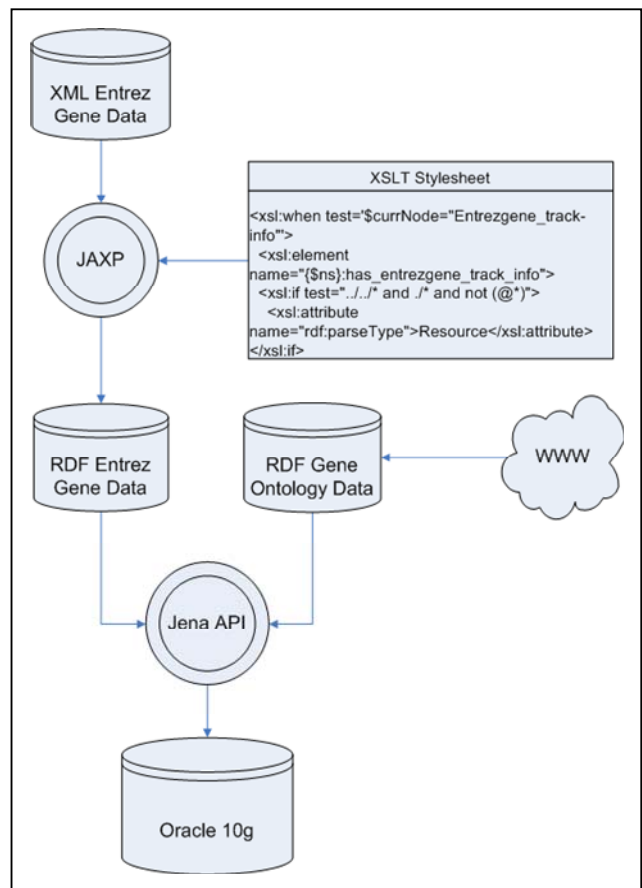 XML Entrez
Gene Data
XSLT Stylesheet
<xsl:when test='$currNode="Entrezgene_track-
info"'>
<xsl:element
name="{$ns}:has_entrezgene_track_info">
<xsl:if test="../../* and ./* and not (@*)">
<xsl:attribute
name="rdf:parseType">Resource</xsl:attribute>
</xsl:if>
JAXP
RDF Entrez
Gene Data
RDF Gene
Ontology Data
WWW
Jena API
Oracle 10g